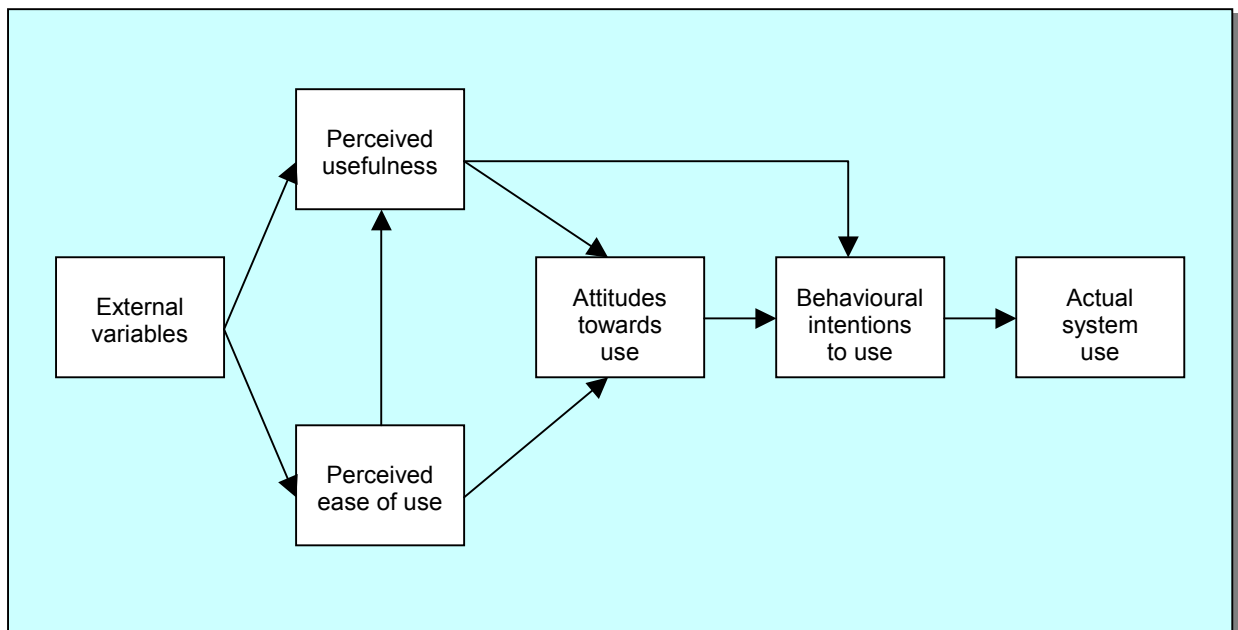 Perceived
usefulness
External
variables
Attitudes
towards
use
Behavioural
intentions
to use
Actual
system
use
Perceived
ease of use